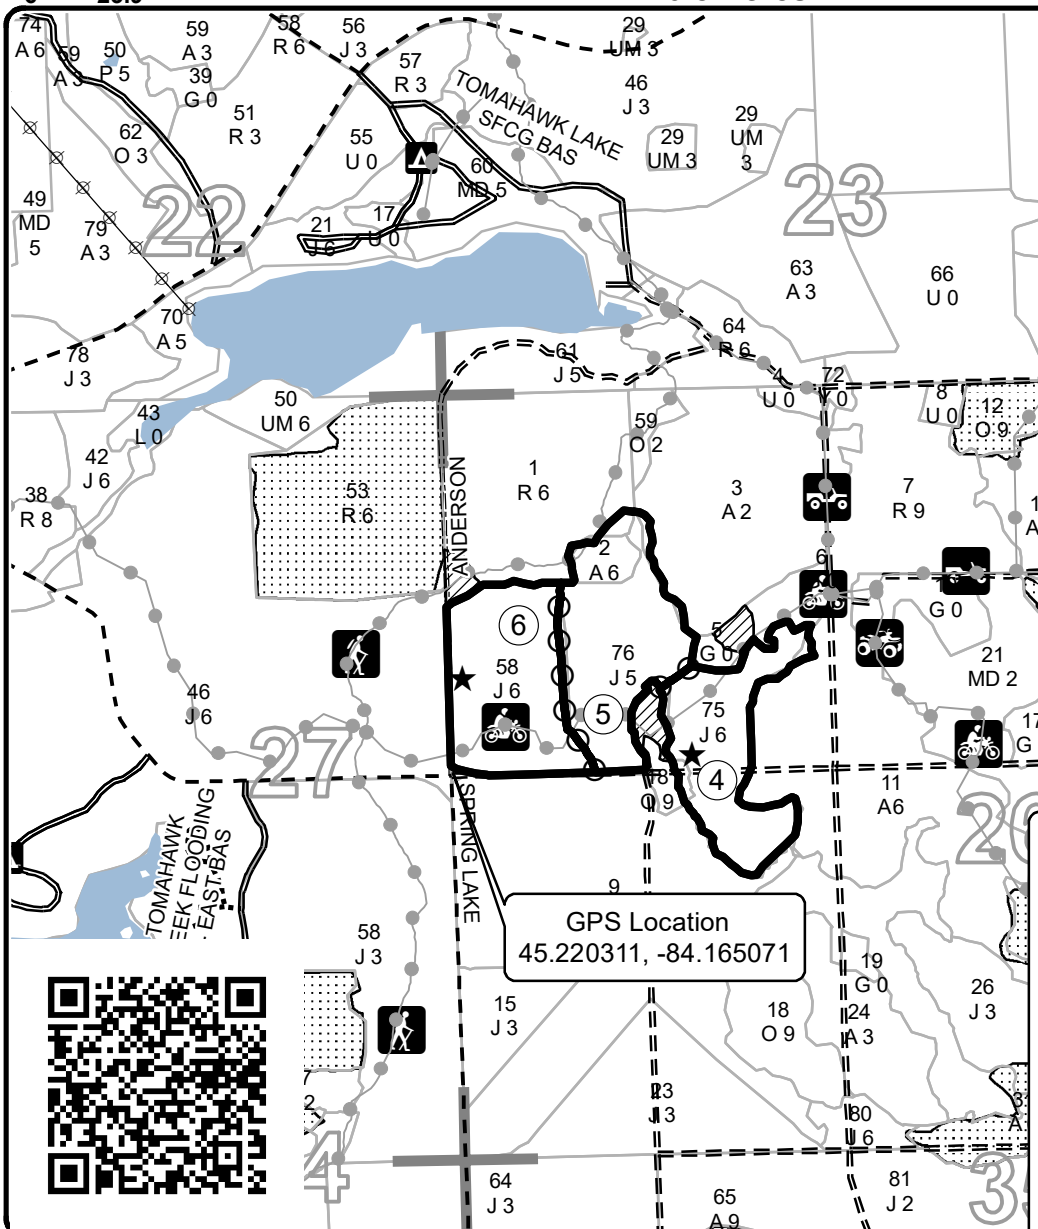 74
A 6
59
A 3
50
P 5
59
A 3
39
G 0
58
R 6
56
J 3
57
R 3
29
UM 3
46
J 3
51
R 3
62
O 3
55
U 0
TOMAHAWK LAKE
SFCG BAS
29
UM 3
29
UM
3
60
MD 5
49
MD
5
79
A 3
22
21
J 6
17
U 0
23
63
A 3
66
U 0
70
A 5
78
J 3
64
R 6
61
J 5
4
U 0
72
Y 0
8
U 0
12
O 9
43
L 0
50
UM 6
59
O 2
42
J 6
38
R 8
53
R 6
ANDERSON
1
R 6
3
A 2
7
R 9
2
A 6
6
G 0
6
58
J 6
76
J 5
5
G 0
21
MD 2
46
J 6
5
75
J 6
17
G
27
4
8
O 9
11
A6
TOMAHAWK
EEK FLOODING
EAST BAS
SPRING LAKE
9
GPS Location
45.220311, -84.165071
58
J 3
15
J 3
18
O 9
19
G 0
24
A 3
26
J 3
23
J 3
80
J 6
64
J 3
65
A 9
81
J 2